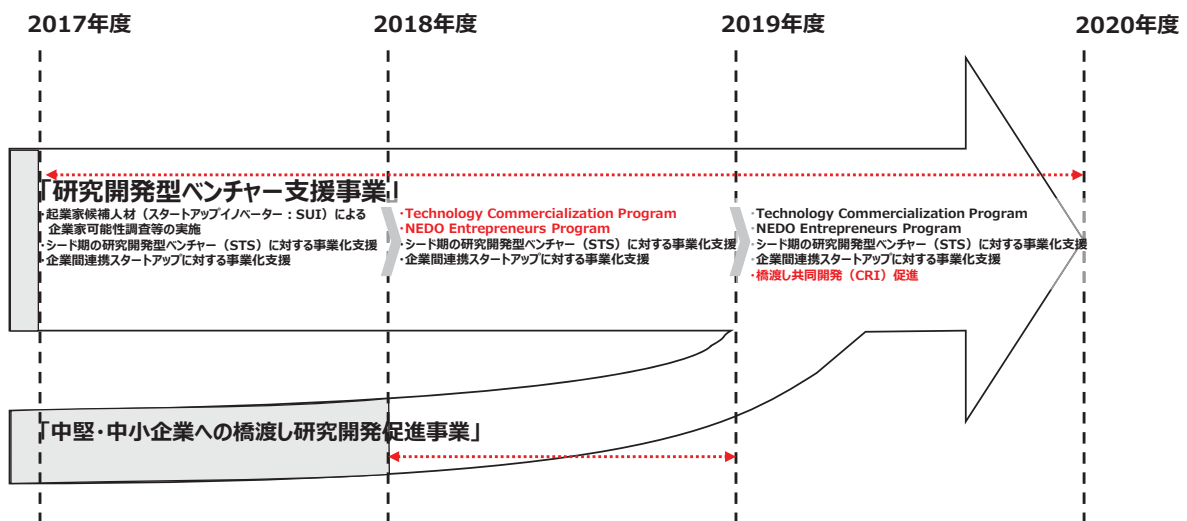 2017年度
2018年度
2019年度
2020年度
「研究開発型ベンチャー支援事業」
・起業家候補人材（スタートアップイノベーター：SUI）による
企業家可能性調査等の実施
・シード期の研究開発型ベンチャー（STS）に対する事業化支援
・企業間連携スタートアップに対する事業化支援
・Technology Commercialization Program
・NEDO Entrepreneurs Program
・シード期の研究開発型ベンチャー（STS）に対する事業化支援
・企業間連携スタートアップに対する事業化支援
・Technology Commercialization Program
・NEDO Entrepreneurs Program
・シード期の研究開発型ベンチャー（STS）に対する事業化支援
・企業間連携スタートアップに対する事業化支援
・橋渡し共同開発（CRI）促進
「中堅・中小企業への橋渡し研究開発促進事業」